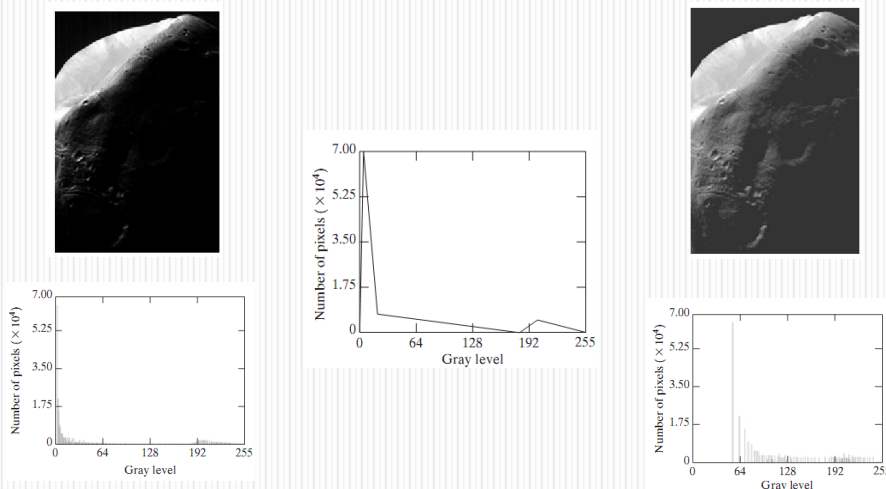 7.00
5.25
3.50
1.75
0
Number of pixels ( × 10⁴)
0 64 128 192 255
Gray level
7.00
5.25
3.50
1.75
0
Number of pixels ( × 10⁴)
0 64 128 192 255
Gray level
7.00
5.25
3.50
1.75
0
Number of pixels ( × 10⁴)
0 64 128 192 255
Gray level